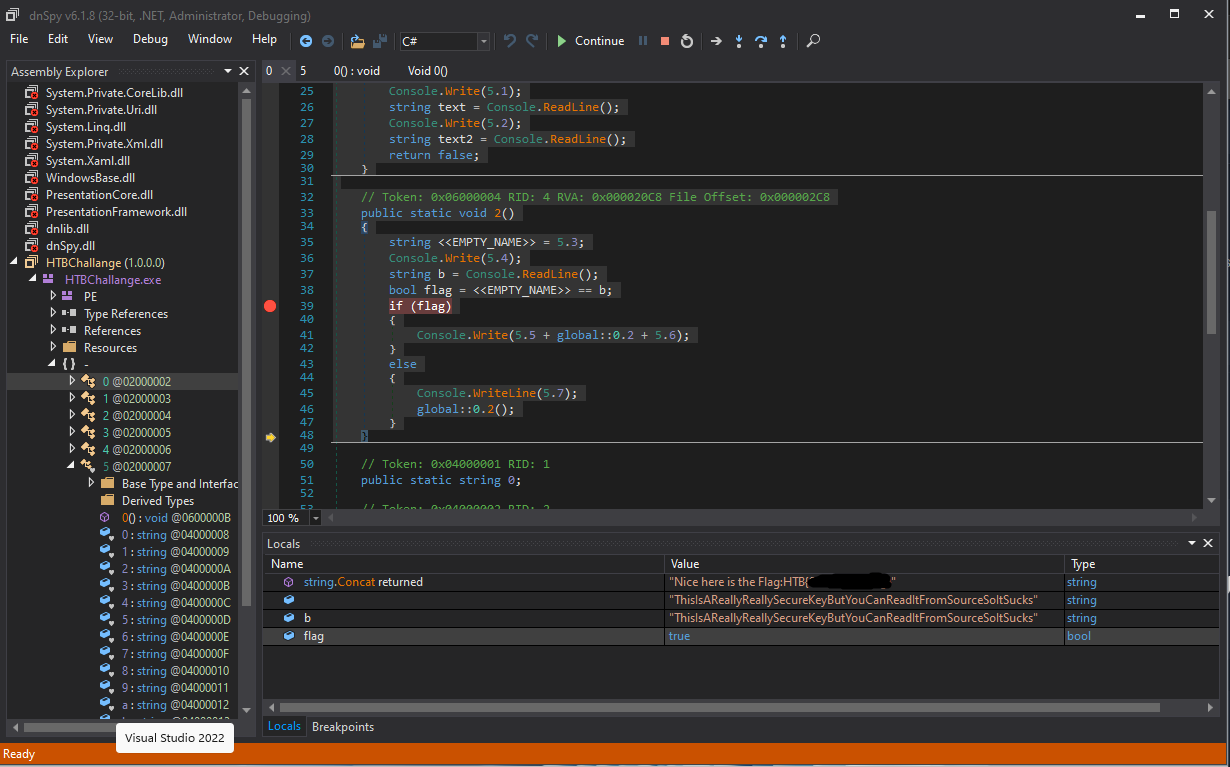 dnSpy v6.1.8 (32-bit, .NET, Administrator, Debugging)
File Edit View Debug Window Help C# Continue
Assembly Explorer
System.Private.CoreLib.dll
System.Private.Uri.dll
System.Linq.dll
System.Private.Xml.dll
System.Xaml.dll
WindowsBase.dll
PresentationCore.dll
PresentationFramework.dll
dnlib.dll
dnSpy.dll
HTBChallange (1.0.0.0)
HTBChallange.exe
PE
Type References
References
Resources
{ } -
0 @02000002
1 @02000003
2 @02000004
3 @02000005
4 @02000006
5 @02000007
Base Type and Interfac
Derived Types
0() : void @0600000B
0 : string @04000008
1 : string @04000009
2 : string @0400000A
3 : string @0400000B
4 : string @0400000C
5 : string @0400000D
6 : string @0400000E
7 : string @0400000F
8 : string @04000010
9 : string @04000011
a : string @04000012
0 5 0() : void Void 0()
25 Console.Write(5.1);
26 string text = Console.ReadLine();
27 Console.Write(5.2);
28 string text2 = Console.ReadLine();
29 return false;
30 }
31
32 // Token: 0x06000004 RID: 4 RVA: 0x000020C8 File Offset: 0x000002C8
33 public static void 2()
34 {
35 string <<EMPTY_NAME>> = 5.3;
36 Console.Write(5.4);
37 string b = Console.ReadLine();
38 bool flag = <<EMPTY_NAME>> == b;
39 if (flag)
40 {
41 Console.Write(5.5 + global::0.2 + 5.6);
42 }
43 else
44 {
45 Console.WriteLine(5.7);
46 global::0.2();
47 }
48 }
49
50 // Token: 0x04000001 RID: 1
51 public static string 0;
52
53 // Token: 0x04000002 RID: 2
100 %
Locals
Name Value Type
string.Concat returned "Nice here is the Flag:HTB{ " string
"ThisIsAReallyReallySecureKeyButYouCanReadItFromSourceSoItSucks" string
b "ThisIsAReallyReallySecureKeyButYouCanReadItFromSourceSoItSucks" string
flag true bool
Locals Breakpoints
Visual Studio 2022
Ready